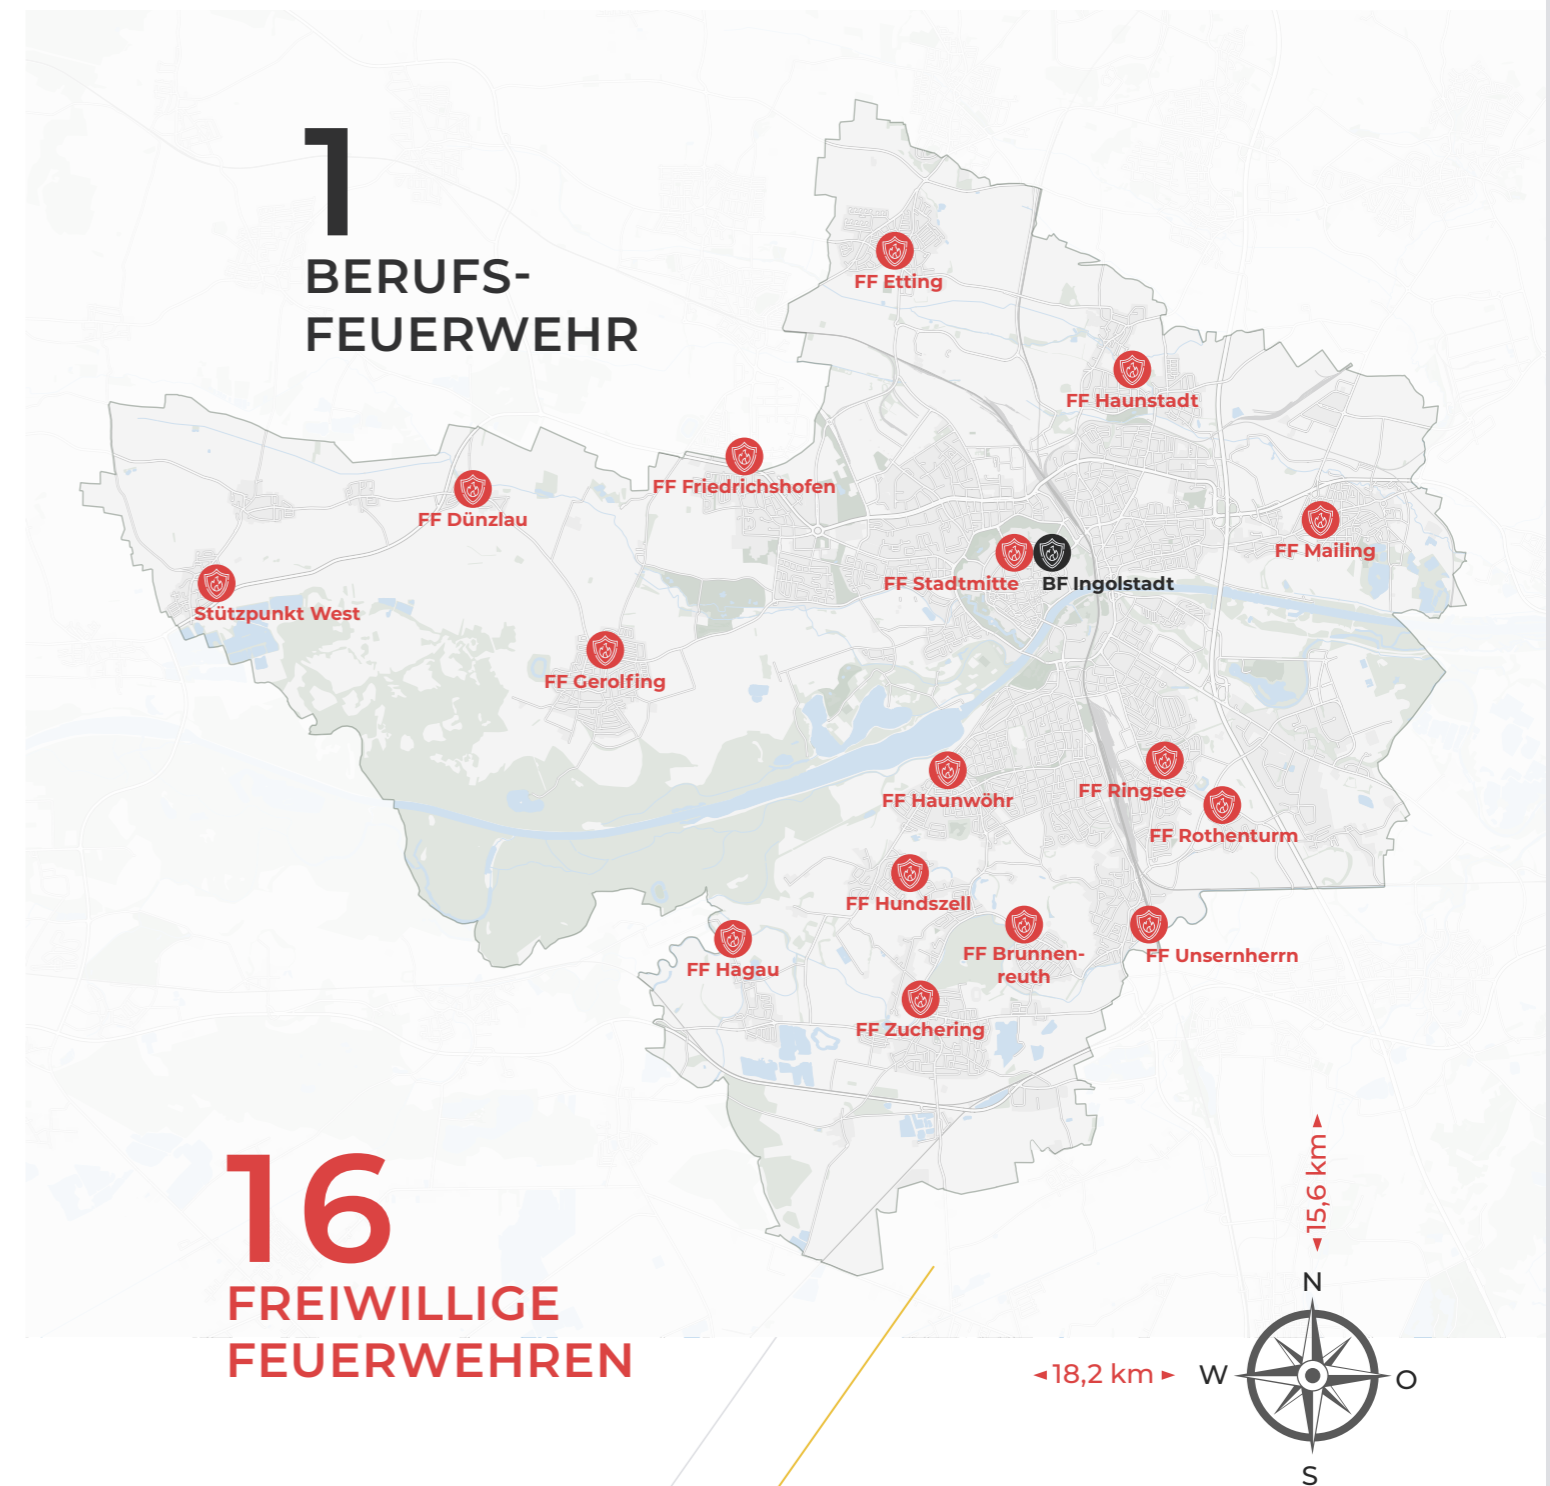 1
BERUFS-
FEUERWEHR
FF Etting
FF Haunstadt
FF Friedrichshofen
FF Dünzlau
FF Mailing
FF Stadtmitte
BF Ingolstadt
Stützpunkt West
FF Gerolfing
FF Haunwöhr
FF Ringsee
FF Rothenturm
FF Hundszell
FF Brunnen-
reuth
FF Unsernherrn
FF Hagau
FF Zuchering
16
FREIWILLIGE
FEUERWEHREN
15,6 km
18,2 km
N
W
O
S